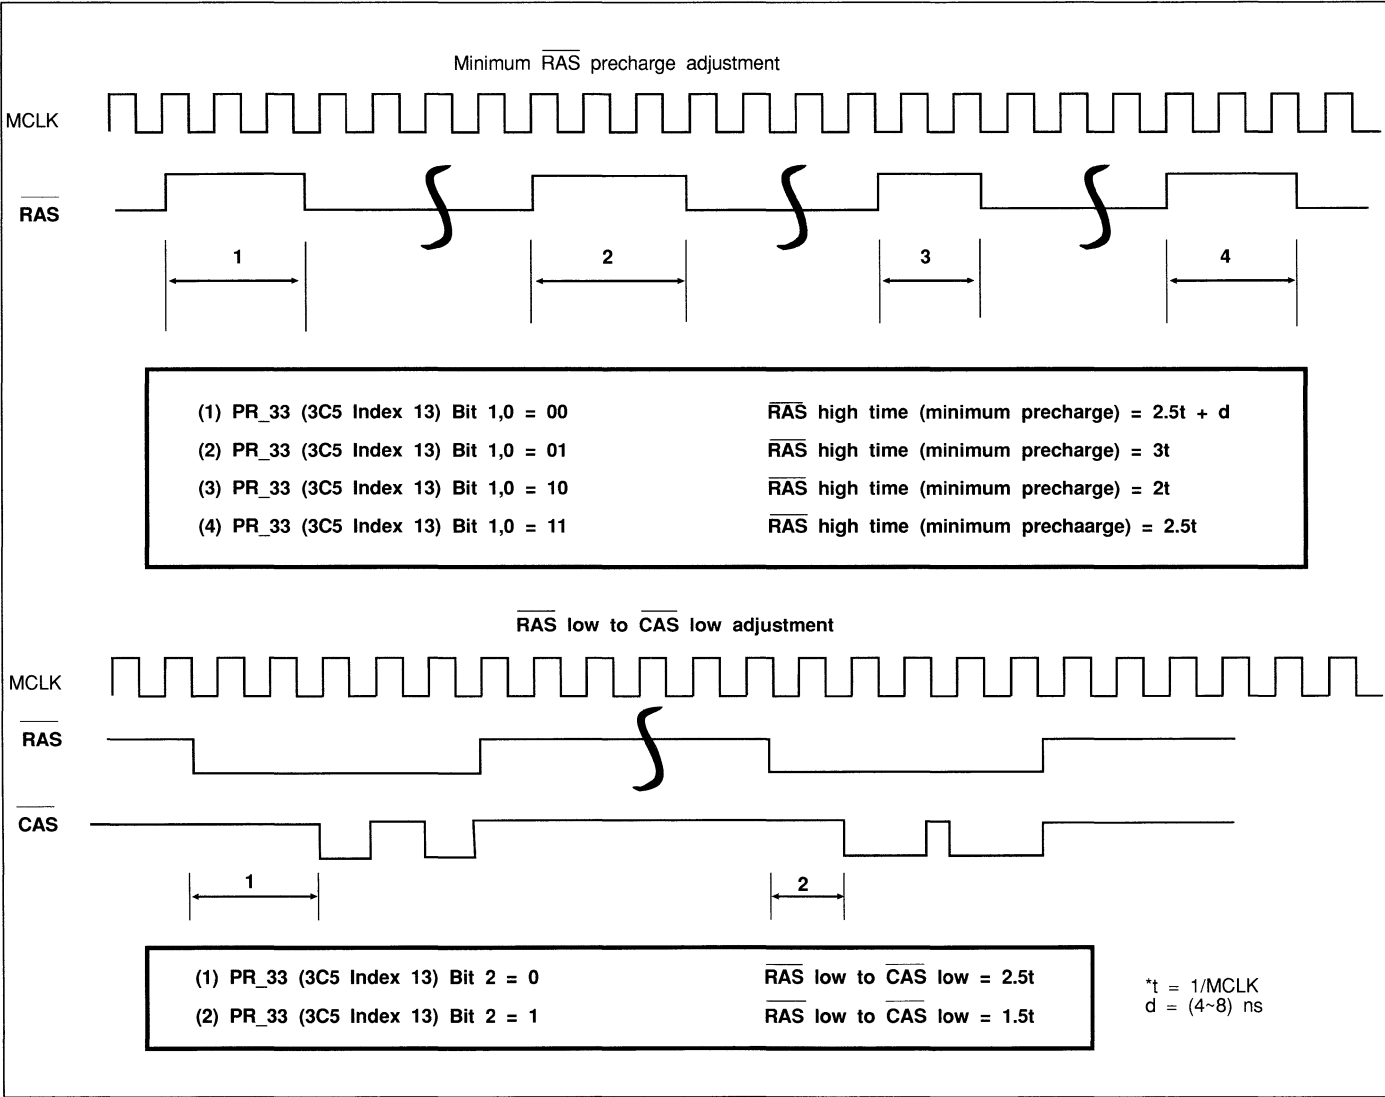 Minimum RAS precharge adjustment
MCLK
RAS
1 2 3 4
(1) PR_33 (3C5 Index 13) Bit 1,0 = 00 RAS high time (minimum precharge) = 2.5t + d
(2) PR_33 (3C5 Index 13) Bit 1,0 = 01 RAS high time (minimum precharge) = 3t
(3) PR_33 (3C5 Index 13) Bit 1,0 = 10 RAS high time (minimum precharge) = 2t
(4) PR_33 (3C5 Index 13) Bit 1,0 = 11 RAS high time (minimum prechaarge) = 2.5t
RAS low to CAS low adjustment
MCLK
RAS
CAS
1 2
(1) PR_33 (3C5 Index 13) Bit 2 = 0 RAS low to CAS low = 2.5t
(2) PR_33 (3C5 Index 13) Bit 2 = 1 RAS low to CAS low = 1.5t
*t = 1/MCLK
d = (4~8) ns